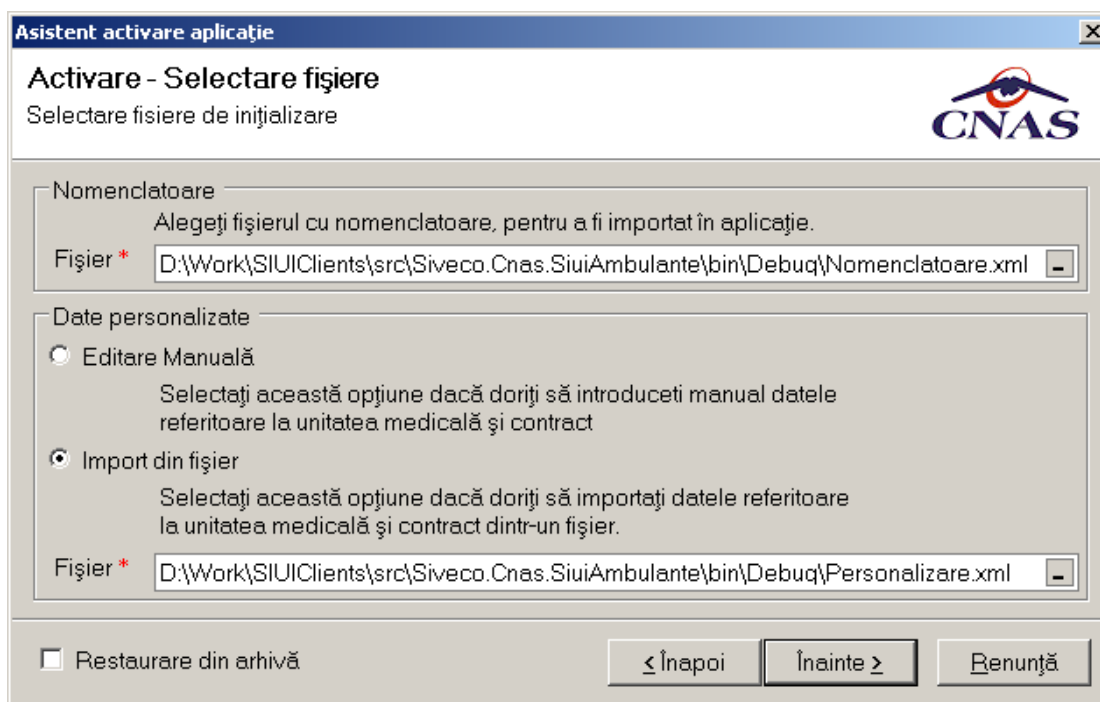 Asistent activare aplicaţie
Activare - Selectare fişiere
Selectare fisiere de iniţializare
CNAS
Nomenclatoare
Alegeţi fişierul cu nomenclatoare, pentru a fi importat în aplicaţie.
Fişier * D:\Work\SIUIClients\src\Siveco.Cnas.SiuiAmbulante\bin\Debug\Nomenclatoare.xml
Date personalizate
Editare Manuală
Selectaţi această opţiune dacă doriţi să introduceti manual datele
referitoare la unitatea medicală şi contract
Import din fişier
Selectaţi această opţiune dacă doriţi să importaţi datele referitoare
la unitatea medicală şi contract dintr-un fişier.
Fişier * D:\Work\SIUIClients\src\Siveco.Cnas.SiuiAmbulante\bin\Debug\Personalizare.xml
Restaurare din arhivă
< Înapoi
Înainte >
Renunţă